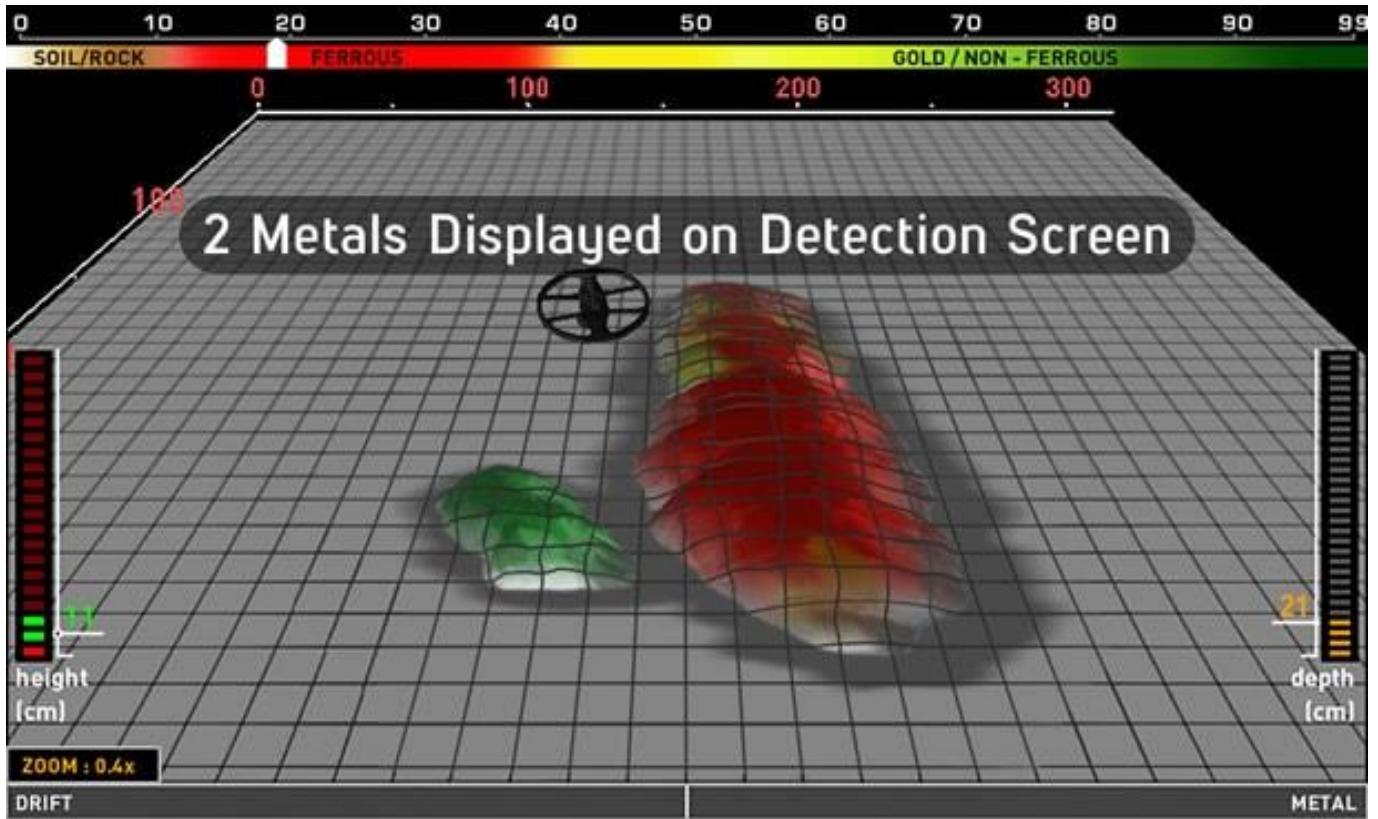 0 10 20 30 40 50 60 70 80 90 99
SOIL/ROCK FERROUS GOLD / NON - FERROUS
0 100 200 300
100
2 Metals Displayed on Detection Screen
11
21
height
(cm)
depth
(cm)
ZOOM : 0.4x
DRIFT METAL